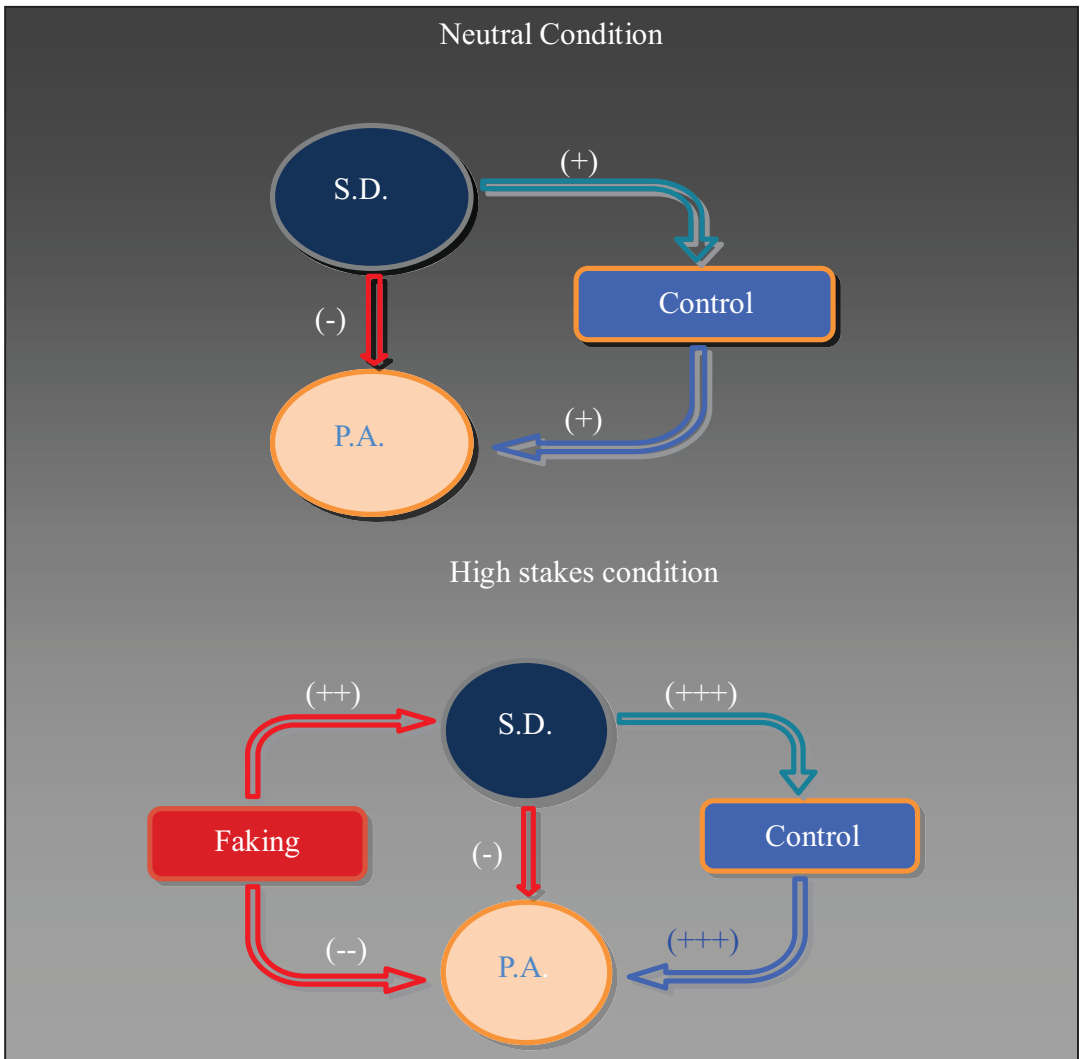 Neutral Condition
(+)
S.D.
Control
(-)
(+)
P.A.
High stakes condition
(++)
(+++)
S.D.
Faking
(-)
Control
(--)
(+++)
P.A.